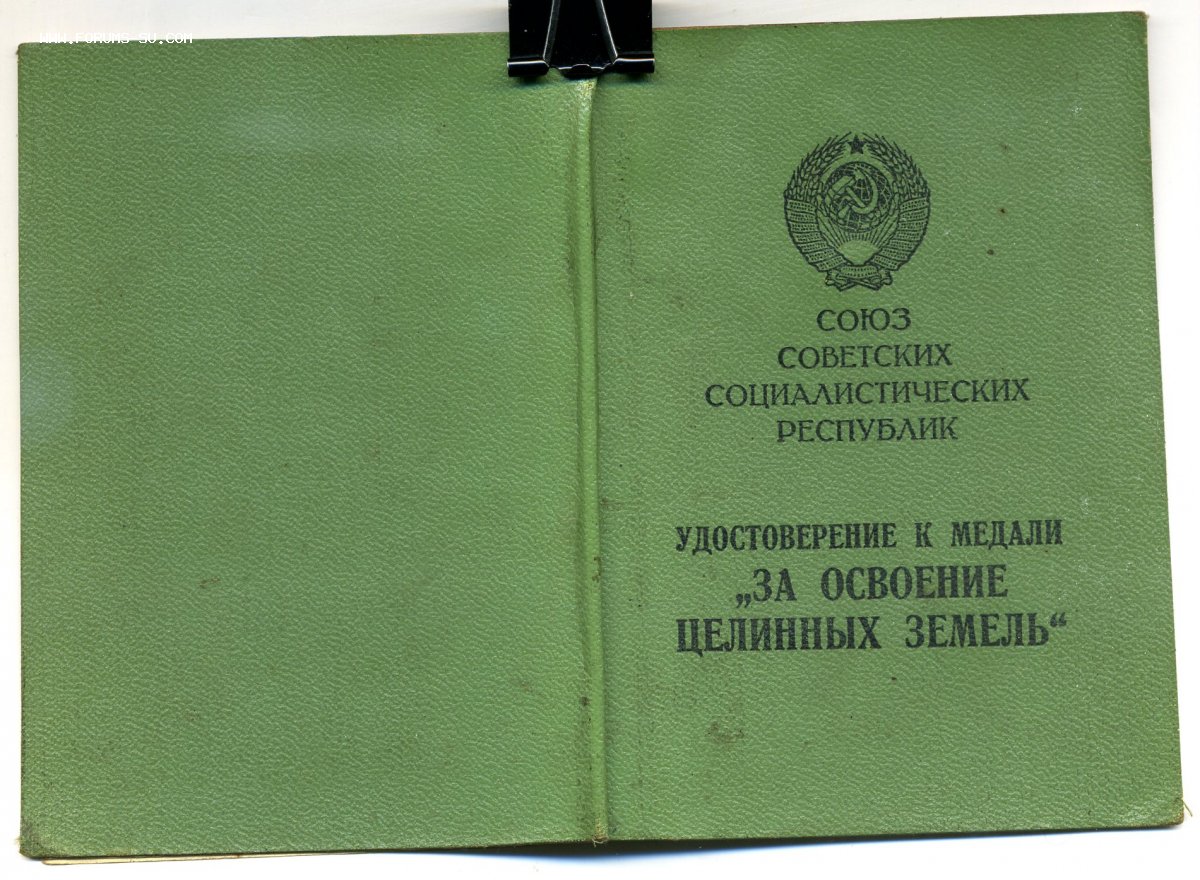 WWW.FORUMS-SU.COM
СОЮЗ
СОВЕТСКИХ
СОЦИАЛИСТИЧЕСКИХ
РЕСПУБЛИК
УДОСТОВЕРЕНИЕ К МЕДАЛИ
„ЗА ОСВОЕНИЕ
ЦЕЛИННЫХ ЗЕМЕЛЬ“